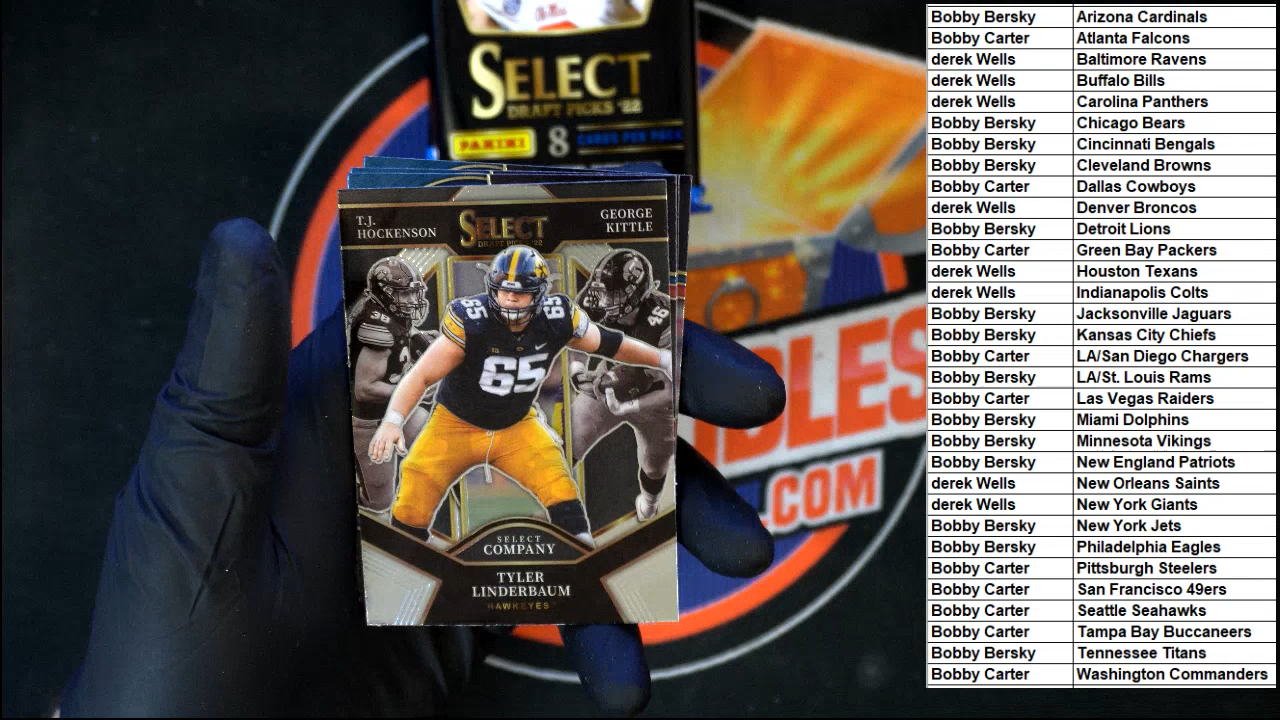 SELECT
DRAFT PICKS '22
PANINI 8 CARDS PER PACK
T.J.
HOCKENSON
SELECT
DRAFT PICKS '22
GEORGE
KITTLE
38
65
65
65
46
SELECT
COMPANY
TYLER
LINDERBAUM
HAWKEYES
.COM
Bobby Bersky Arizona Cardinals
Bobby Carter Atlanta Falcons
derek Wells Baltimore Ravens
derek Wells Buffalo Bills
derek Wells Carolina Panthers
Bobby Bersky Chicago Bears
Bobby Bersky Cincinnati Bengals
Bobby Bersky Cleveland Browns
Bobby Carter Dallas Cowboys
derek Wells Denver Broncos
Bobby Bersky Detroit Lions
Bobby Carter Green Bay Packers
derek Wells Houston Texans
derek Wells Indianapolis Colts
Bobby Bersky Jacksonville Jaguars
Bobby Bersky Kansas City Chiefs
Bobby Carter LA/San Diego Chargers
Bobby Bersky LA/St. Louis Rams
Bobby Carter Las Vegas Raiders
Bobby Bersky Miami Dolphins
Bobby Bersky Minnesota Vikings
Bobby Bersky New England Patriots
derek Wells New Orleans Saints
derek Wells New York Giants
Bobby Bersky New York Jets
Bobby Bersky Philadelphia Eagles
Bobby Carter Pittsburgh Steelers
Bobby Carter San Francisco 49ers
Bobby Carter Seattle Seahawks
Bobby Carter Tampa Bay Buccaneers
Bobby Bersky Tennessee Titans
Bobby Carter Washington Commanders